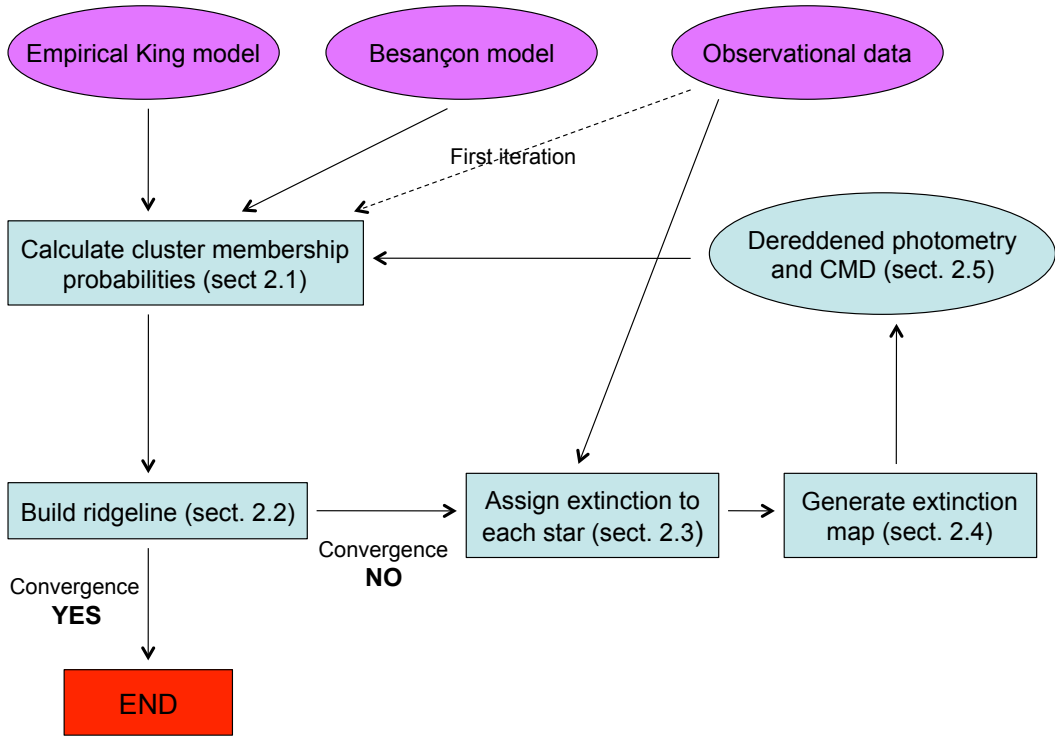 Empirical King model
Besançon model
Observational data
First iteration
Calculate cluster membership
probabilities (sect 2.1)
Dereddened photometry
and CMD (sect. 2.5)
Build ridgeline (sect. 2.2)
Assign extinction to
each star (sect. 2.3)
Generate extinction
map (sect. 2.4)
Convergence
NO
Convergence
YES
END